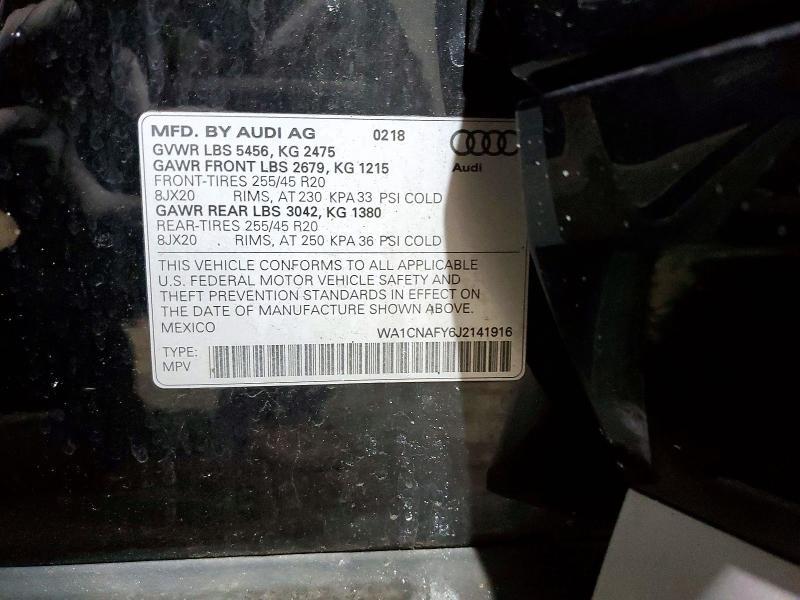 MFD. BY AUDI AG 0218
GVWR LBS 5456, KG 2475
Audi
GAWR FRONT LBS 2679, KG 1215
FRONT-TIRES 255/45 R20
8JX20 RIMS, AT 230 KPA 33 PSI COLD
GAWR REAR LBS 3042, KG 1380
REAR-TIRES 255/45 R20
8JX20 RIMS, AT 250 KPA 36 PSI COLD
THIS VEHICLE CONFORMS TO ALL APPLICABLE
U.S. FEDERAL MOTOR VEHICLE SAFETY AND
THEFT PREVENTION STANDARDS IN EFFECT ON
THE DATE OF MANUFACTURE SHOWN ABOVE.
MEXICO WA1CNAFY6J2141916
TYPE:
MPV